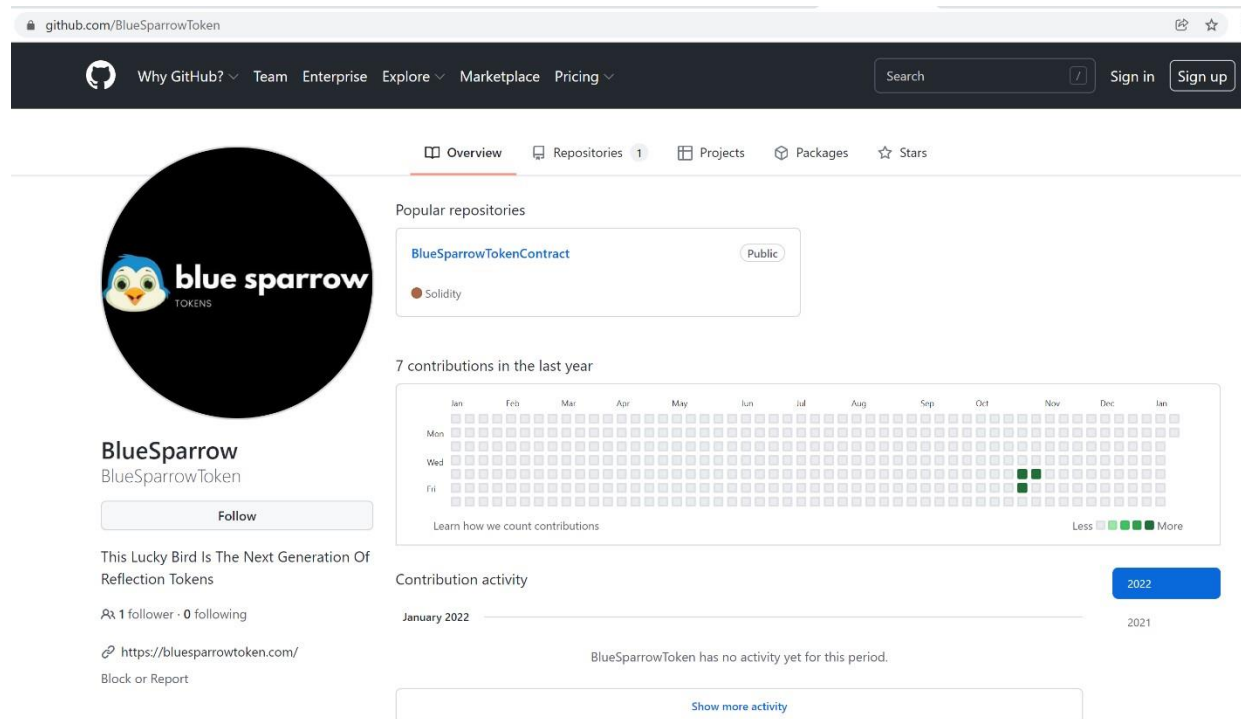 github.com/BlueSparrowToken
Why GitHub? Team Enterprise Explore Marketplace Pricing Search / Sign in Sign up
Overview Repositories 1 Projects Packages Stars
blue sparrow
TOKENS
BlueSparrow
BlueSparrowToken
Follow
This Lucky Bird Is The Next Generation Of
Reflection Tokens
1 follower · 0 following
https://bluesparrowtoken.com/
Block or Report
Popular repositories
BlueSparrowTokenContract Public
Solidity
7 contributions in the last year
Jan Feb Mar Apr May Jun Jul Aug Sep Oct Nov Dec Jan
Mon
Wed
Fri
Learn how we count contributions Less More
Contribution activity
2022
2021
January 2022
BlueSparrowToken has no activity yet for this period.
Show more activity